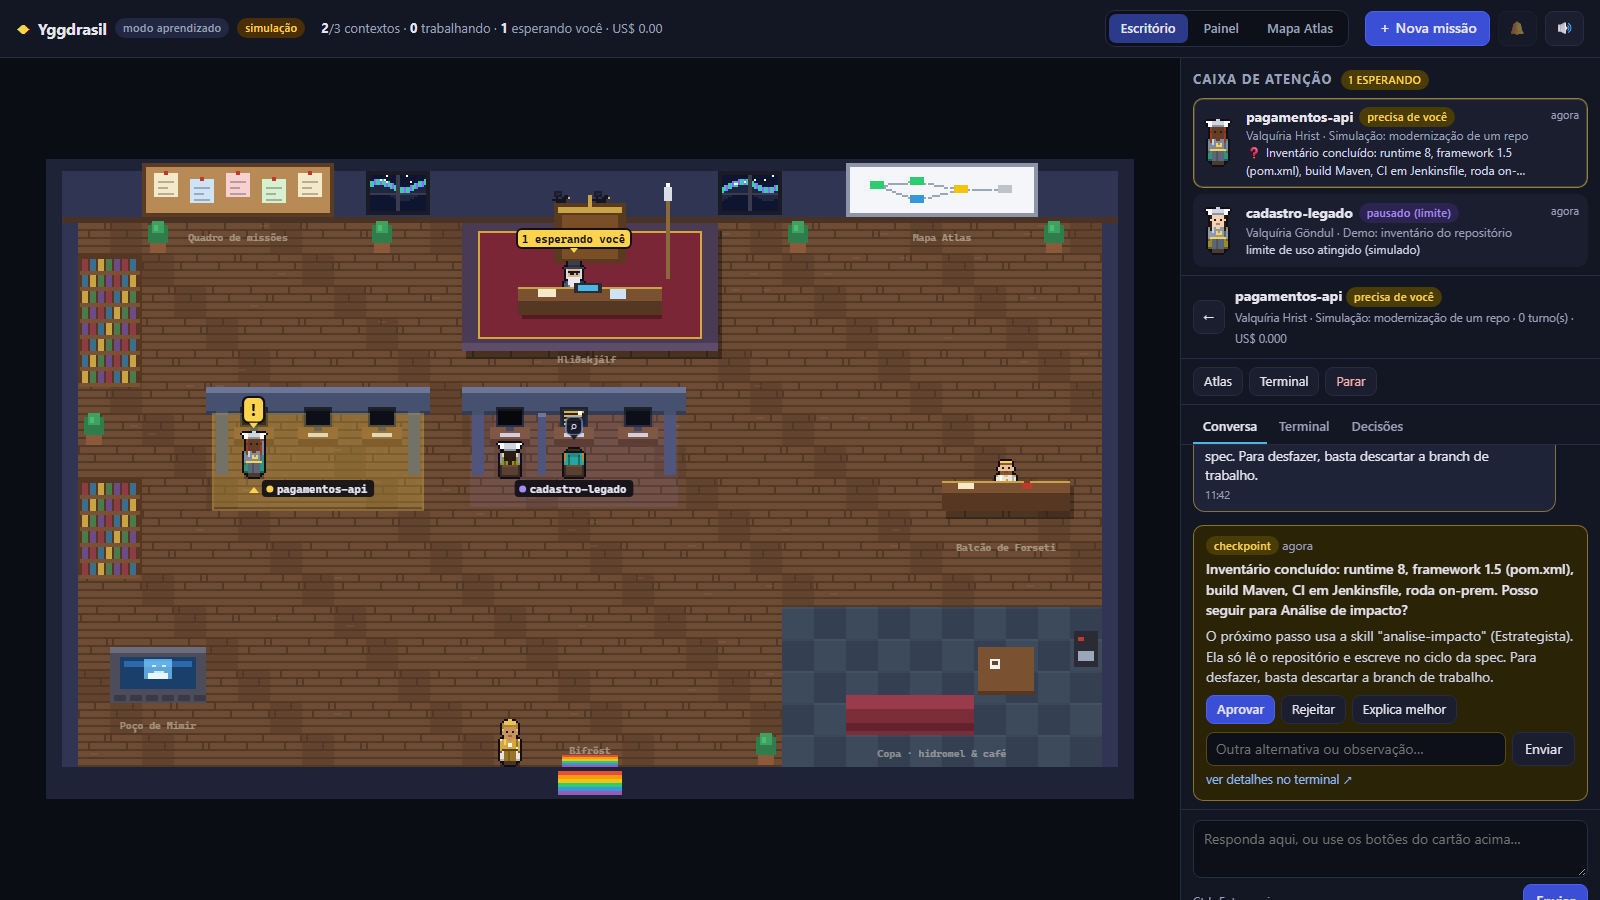 Yggdrasil
modo aprendizado
simulação
2/3 contextos · 0 trabalhando · 1 esperando você · US$ 0.00
Escritório
Painel
Mapa Atlas
+ Nova missão
Quadro de missões
1 esperando você
Mapa Atlas
Hliðskjálf
!
pagamentos-api
cadastro-legado
Balcão de Forseti
Poço de Mimir
Bifröst
Copa · hidromel & café
CAIXA DE ATENÇÃO
1 ESPERANDO
pagamentos-api precisa de você agora
Valquíria Hrist · Simulação: modernização de um repo
❓ Inventário concluído: runtime 8, framework 1.5
(pom.xml), build Maven, CI em Jenkinsfile, roda on-...
cadastro-legado pausado (limite) agora
Valquíria Göndul · Demo: inventário do repositório
limite de uso atingido (simulado)
← pagamentos-api precisa de você
Valquíria Hrist · Simulação: modernização de um repo · 0 turno(s) ·
US$ 0.000
Atlas
Terminal
Parar
Conversa
Terminal
Decisões
spec. Para desfazer, basta descartar a branch de
trabalho.
11:42
checkpoint agora
Inventário concluído: runtime 8, framework 1.5 (pom.xml),
build Maven, CI em Jenkinsfile, roda on-prem. Posso
seguir para Análise de impacto?
O próximo passo usa a skill "analise-impacto" (Estrategista).
Ela só lê o repositório e escreve no ciclo da spec. Para
desfazer, basta descartar a branch de trabalho.
Aprovar
Rejeitar
Explica melhor
Outra alternativa ou observação...
Enviar
ver detalhes no terminal ↗
Responda aqui, ou use os botões do cartão acima...